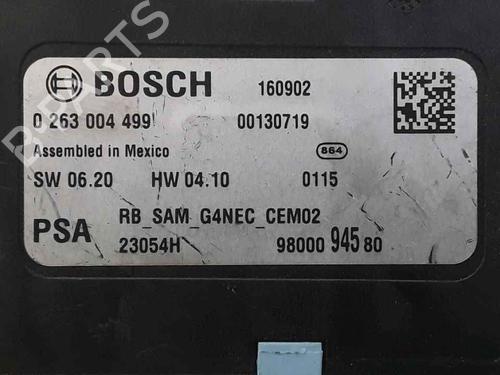 BOSCH 160902
0 263 004 499 00130719
Assembled in Mexico 864
SW 06.20 HW 04.10 0115
PSA RB_SAM_G4NEC_CEM02
23054H 98000 945 80